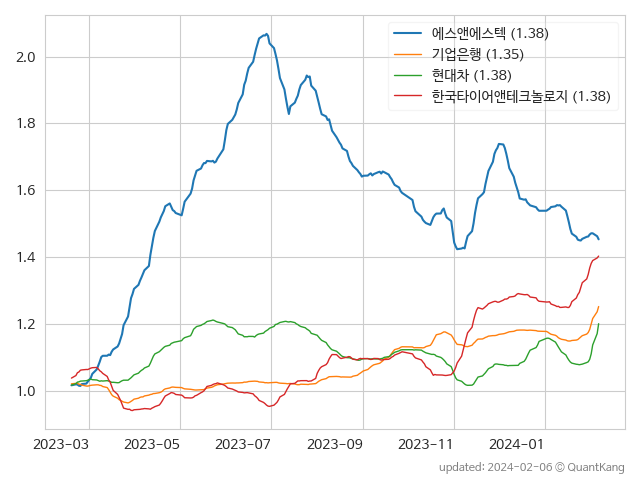 에스앤에스텍 (1.38)
기업은행 (1.35)
현대차 (1.38)
한국타이어앤테크놀로지 (1.38)
2.0
1.8
1.6
1.4
1.2
1.0
2023-03 2023-05 2023-07 2023-09 2023-11 2024-01
updated: 2024-02-06 © QuantKang